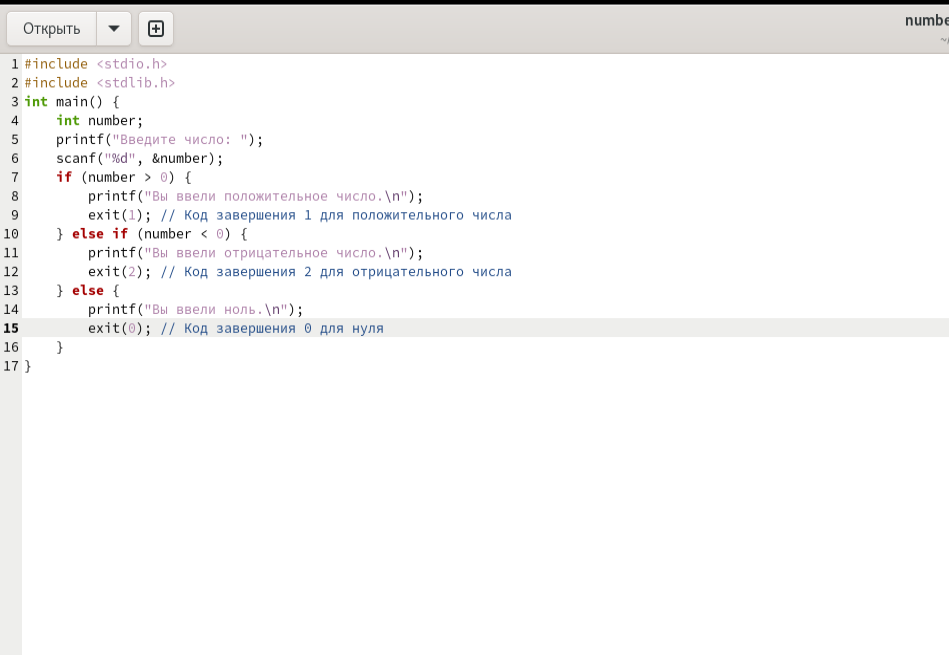 Открыть
numbe
1 #include <stdio.h>
2 #include <stdlib.h>
3 int main() {
4     int number;
5     printf("Введите число: ");
6     scanf("%d", &number);
7     if (number > 0) {
8         printf("Вы ввели положительное число.\n");
9         exit(1); // Код завершения 1 для положительного числа
10     } else if (number < 0) {
11         printf("Вы ввели отрицательное число.\n");
12         exit(2); // Код завершения 2 для отрицательного числа
13     } else {
14         printf("Вы ввели ноль.\n");
15         exit(0); // Код завершения 0 для нуля
16     }
17 }